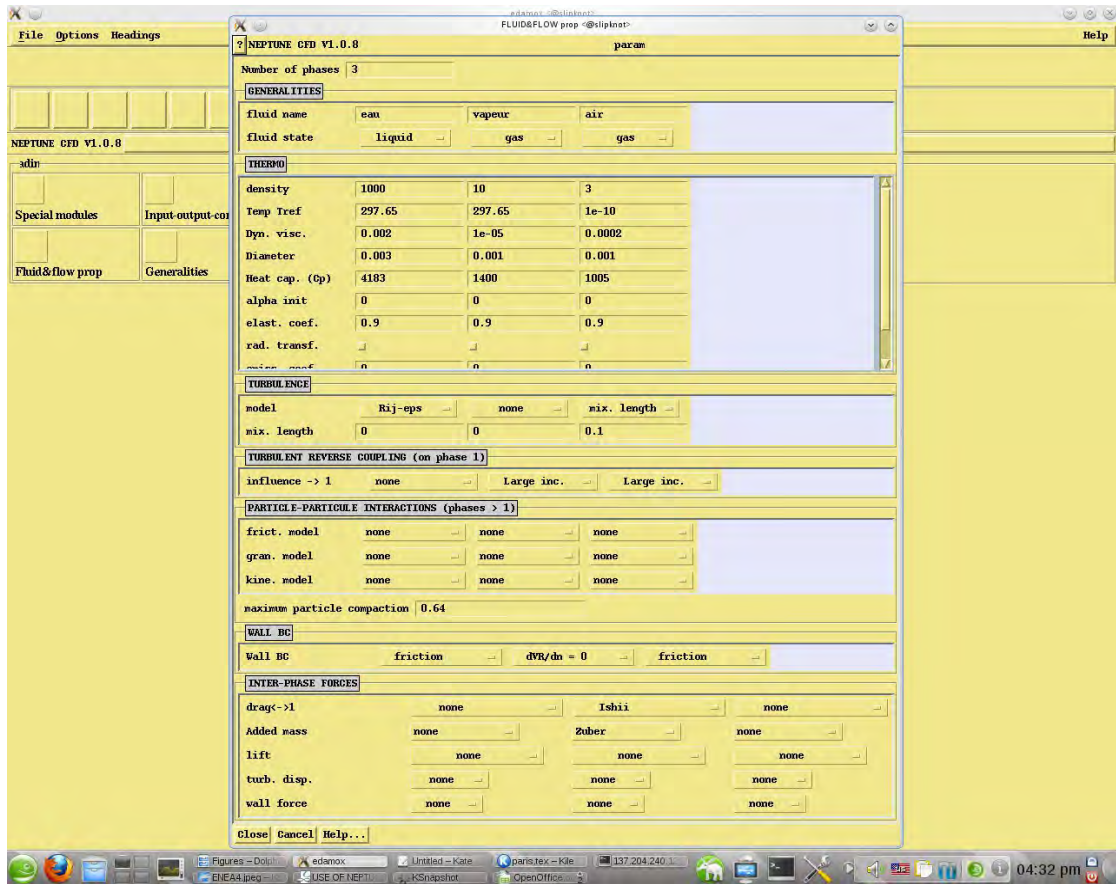 edamox <@slipknot>
File Options Headings
Help
FLUID&FLOW prop <@slipknot>
? NEPTUNE CFD V1.0.8 param
Number of phases 3
GENERALITIES
fluid name eau vapeur air
fluid state liquid gas gas
THERMO
density 1000 10 3
Temp Tref 297.65 297.65 1e-10
Dyn. visc. 0.002 1e-05 0.0002
Diameter 0.003 0.001 0.001
Heat cap. (Cp) 4183 1400 1005
alpha init 0 0 0
elast. coef. 0.9 0.9 0.9
rad. transf.
0 0 0
TURBULENCE
model Rij-eps none mix. length
mix. length 0 0 0.1
TURBULENT REVERSE COUPLING (on phase 1)
influence -> 1 none Large inc. Large inc.
PARTICLE-PARTICULE INTERACTIONS (phases > 1)
frict. model none none none
gran. model none none none
kine. model none none none
maximum particle compaction 0.64
WALL BC
Wall BC friction dVR/dn = 0 friction
INTER-PHASE FORCES
drag<->1 none Ishii none
Added mass none Zuber none
lift none none none
turb. disp. none none none
wall force none none none
Close Cancel Help...
NEPTUNE CFD V1.0.8
adin
Special modules Input-output-con
Fluid&flow prop Generalities
Figures – Dolph edamox Untitled – Kate paris.tex – Kile 137.204.240.1
ENEA4.jpeg – USE OF NEPTU KSnapshot OpenOffice
04:32 pm